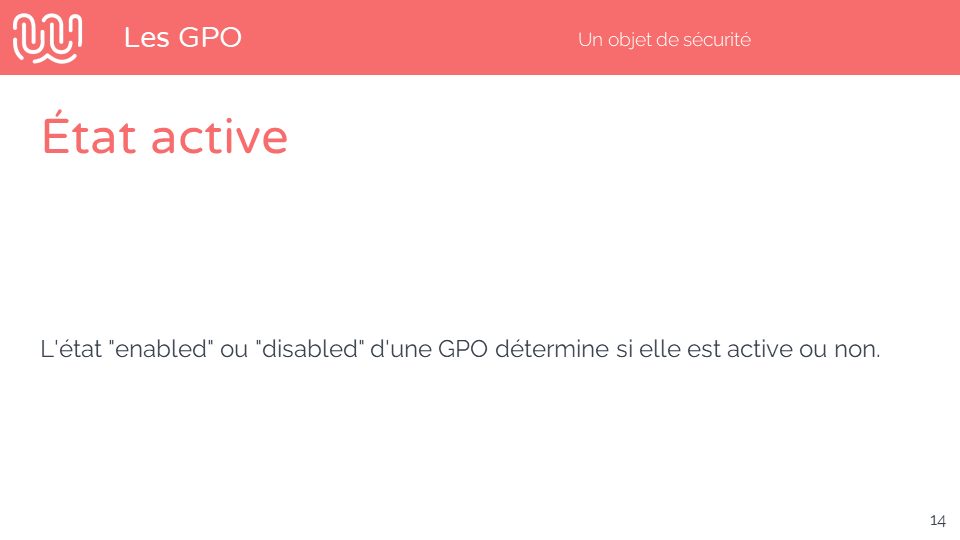 Les GPO
Un objet de sécurité
État active
L'état "enabled" ou "disabled" d'une GPO détermine si elle est active ou non.
14